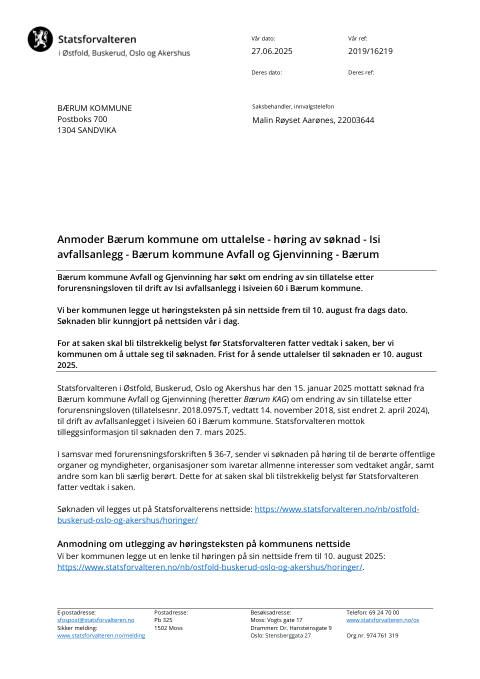 Statsforvalteren
i Østfold, Buskerud, Oslo og Akershus
Vår dato:
27.06.2025
Vår ref:
2019/16219
Deres dato:
Deres ref:
BÆRUM KOMMUNE
Postboks 700
1304 SANDVIKA
Saksbehandler, innvalgstelefon
Malin Røyset Aarønes, 22003644
Anmoder Bærum kommune om uttalelse - høring av søknad - Isi
avfallsanlegg - Bærum kommune Avfall og Gjenvinning - Bærum
Bærum kommune Avfall og Gjenvinning har søkt om endring av sin tillatelse etter
forurensningsloven til drift av Isi avfallsanlegg i Isiveien 60 i Bærum kommune.
Vi ber kommunen legge ut høringsteksten på sin nettside frem til 10. august fra dags dato.
Søknaden blir kunngjort på nettsiden vår i dag.
For at saken skal bli tilstrekkelig belyst før Statsforvalteren fatter vedtak i saken, ber vi
kommunen om å uttale seg til søknaden. Frist for å sende uttalelser til søknaden er 10. august
2025.
Statsforvalteren i Østfold, Buskerud, Oslo og Akershus har den 15. januar 2025 mottatt søknad fra
Bærum kommune Avfall og Gjenvinning (heretter Bærum KAG) om endring av sin tillatelse etter
forurensningsloven (tillatelsesnr. 2018.0975.T, vedtatt 14. november 2018, sist endret 2. april 2024),
til drift av avfallsanlegget i Isiveien 60 i Bærum kommune. Statsforvalteren mottok
tilleggsinformasjon til søknaden den 7. mars 2025.
I samsvar med forurensningsforskriften § 36-7, sender vi søknaden på høring til de berørte offentlige
organer og myndigheter, organisasjoner som ivaretar allmenne interesser som vedtaket angår, samt
andre som kan bli særlig berørt. Dette for at saken skal bli tilstrekkelig belyst før Statsforvalteren
fatter vedtak i saken.
Søknaden vil legges ut på Statsforvalterens nettside: https://www.statsforvalteren.no/nb/ostfold-
buskerud-oslo-og-akershus/horinger/
Anmodning om utlegging av høringsteksten på kommunens nettside
Vi ber kommunen legge ut en lenke til høringen på sin nettside frem til 10. august 2025:
https://www.statsforvalteren.no/nb/ostfold-buskerud-oslo-og-akershus/horinger/.
E-postadresse:
sfospost@statsforvalteren.no
Sikker melding:
www.statsforvalteren.no/melding
Postadresse:
Pb 325
1502 Moss
Besøksadresse:
Moss: Vogts gate 17
Drammen: Dr. Hansteinsgate 9
Oslo: Stensberggata 27
Telefon: 69 24 70 00
www.statsforvalteren.no/os
Org.nr. 974 761 319